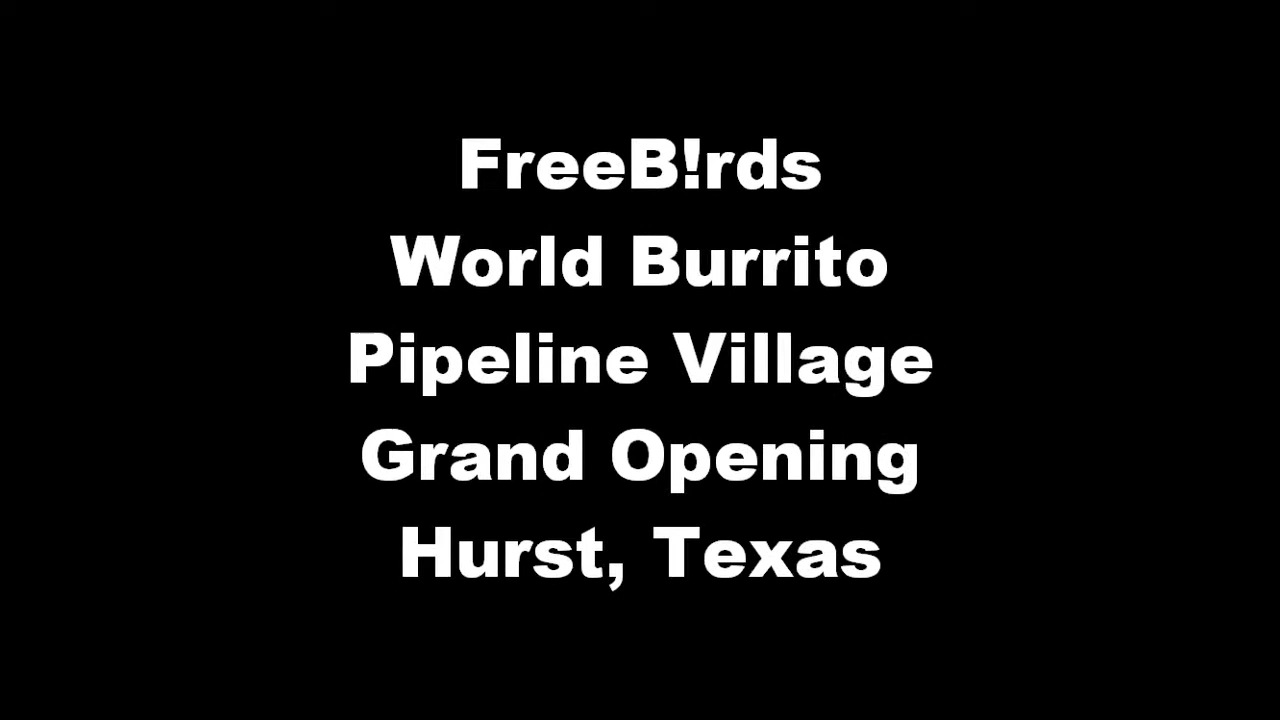 FreeB!rds
World Burrito
Pipeline Village
Grand Opening
Hurst, Texas